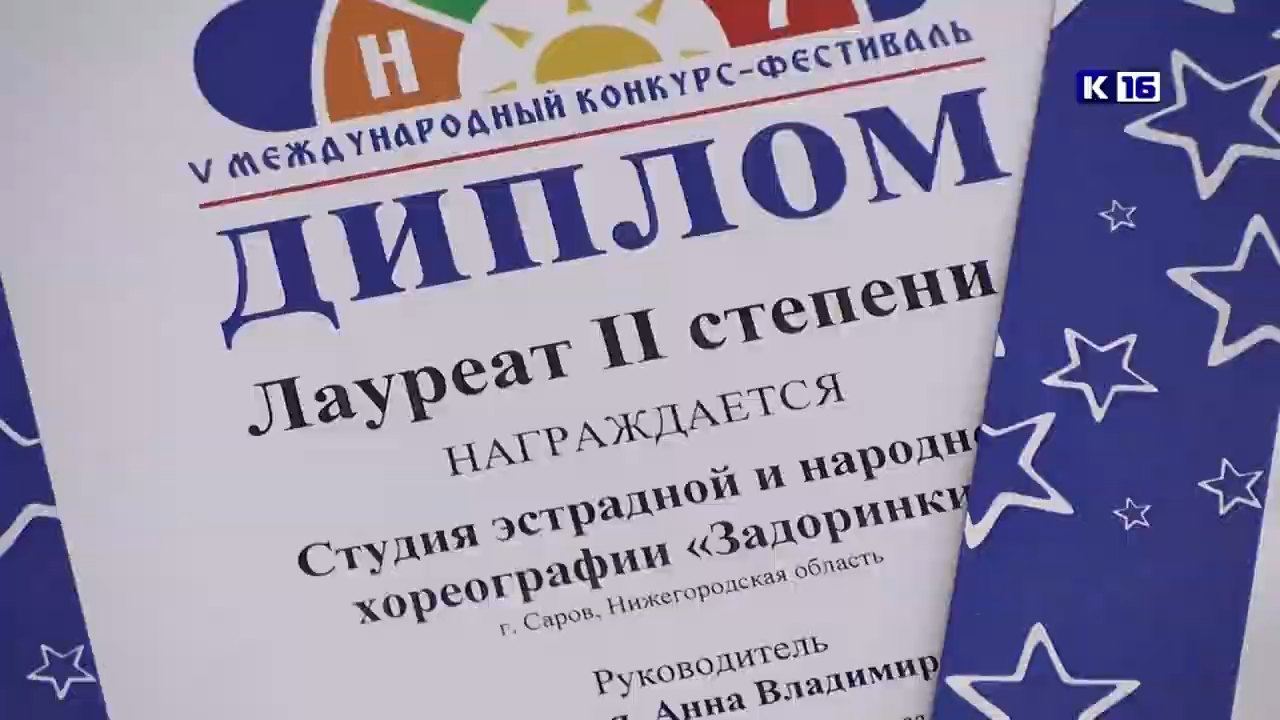 К 16
Н
V МЕЖДУНАРОДНЫЙ КОНКУРС-ФЕСТИВАЛЬ
ДИПЛОМ
Лауреат II степени
НАГРАЖДАЕТСЯ
Студия эстрадной и народно
хореографии «Задоринки
г. Саров, Нижегородская область
Руководитель
Анна Владимир